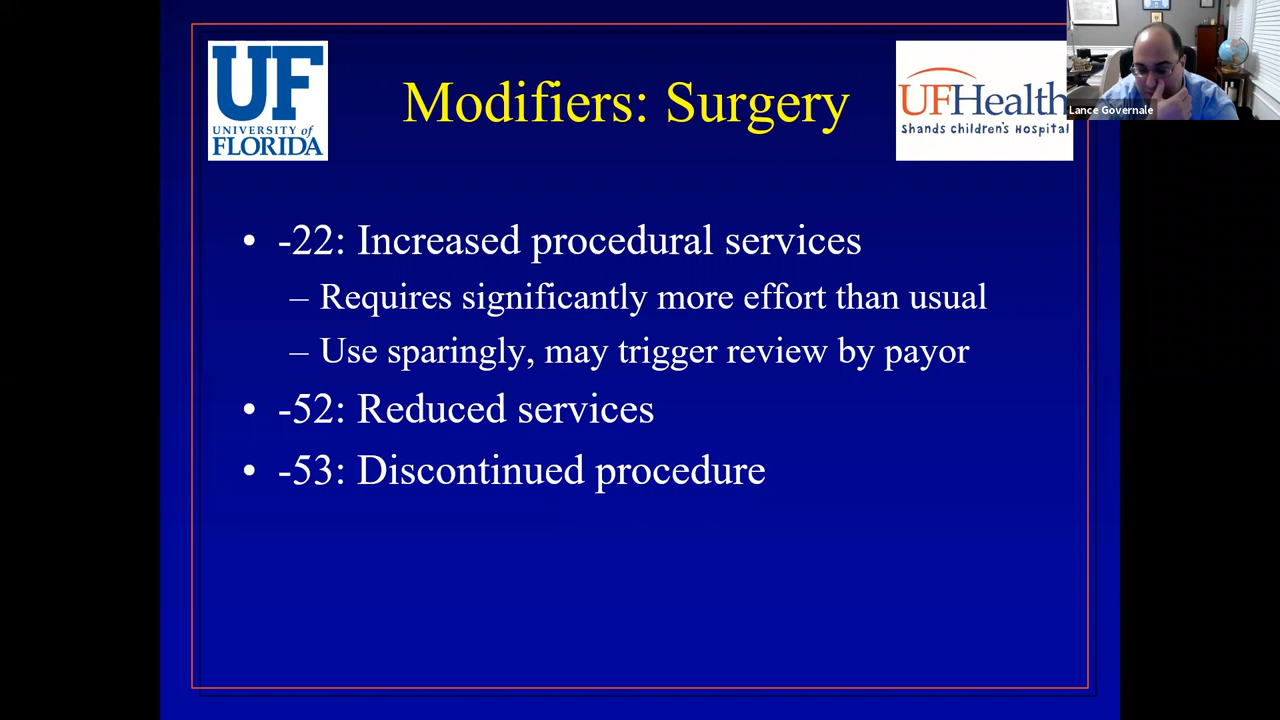 UF
UNIVERSITY of
FLORIDA
Modifiers: Surgery
UFHealth
Shands Children's Hospital
Lance Governale
• -22: Increased procedural services
– Requires significantly more effort than usual
– Use sparingly, may trigger review by payor
• -52: Reduced services
• -53: Discontinued procedure